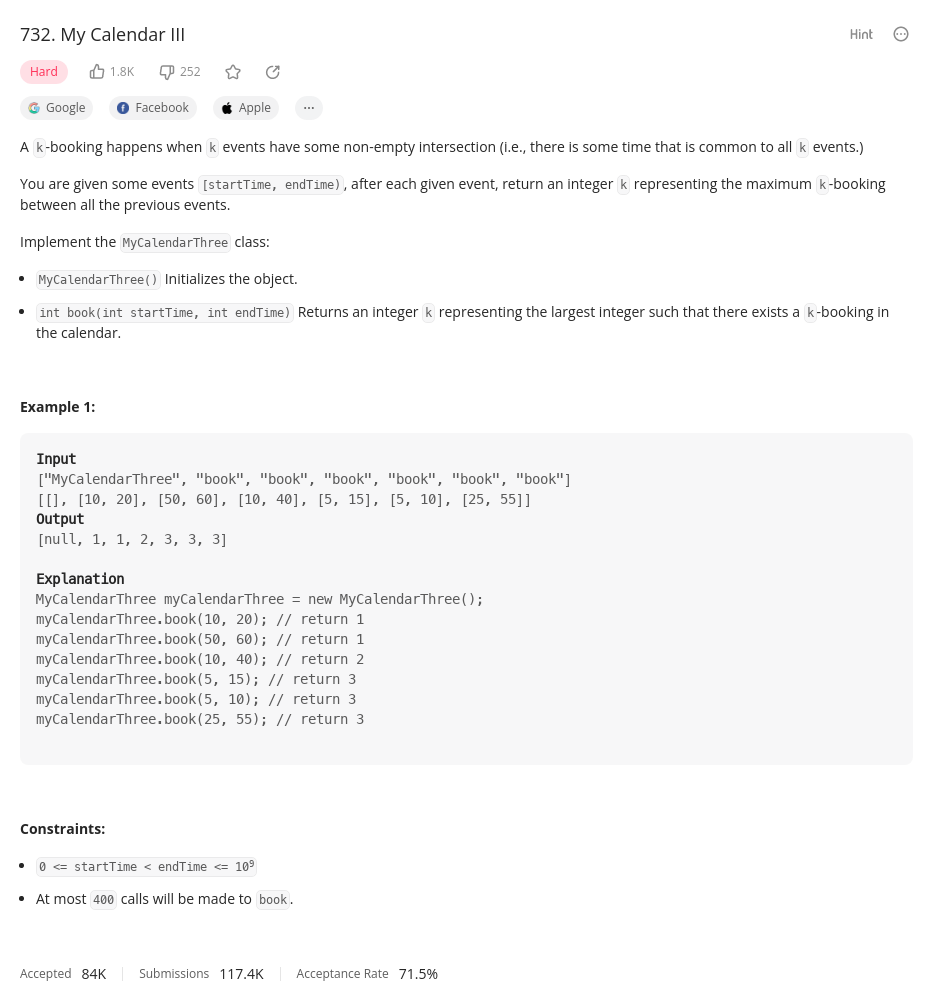 732. My Calendar III
Hint
Hard 1.8K 252
Google Facebook Apple ...
A k-booking happens when k events have some non-empty intersection (i.e., there is some time that is common to all k events.)
You are given some events [startTime, endTime), after each given event, return an integer k representing the maximum k-booking
between all the previous events.
Implement the MyCalendarThree class:
• MyCalendarThree() Initializes the object.
• int book(int startTime, int endTime) Returns an integer k representing the largest integer such that there exists a k-booking in
the calendar.
Example 1:
Input
["MyCalendarThree", "book", "book", "book", "book", "book", "book"]
[[], [10, 20], [50, 60], [10, 40], [5, 15], [5, 10], [25, 55]]
Output
[null, 1, 1, 2, 3, 3, 3]
Explanation
MyCalendarThree myCalendarThree = new MyCalendarThree();
myCalendarThree.book(10, 20); // return 1
myCalendarThree.book(50, 60); // return 1
myCalendarThree.book(10, 40); // return 2
myCalendarThree.book(5, 15); // return 3
myCalendarThree.book(5, 10); // return 3
myCalendarThree.book(25, 55); // return 3
Constraints:
• 0 <= startTime < endTime <= 10⁹
• At most 400 calls will be made to book.
Accepted 84K Submissions 117.4K Acceptance Rate 71.5%